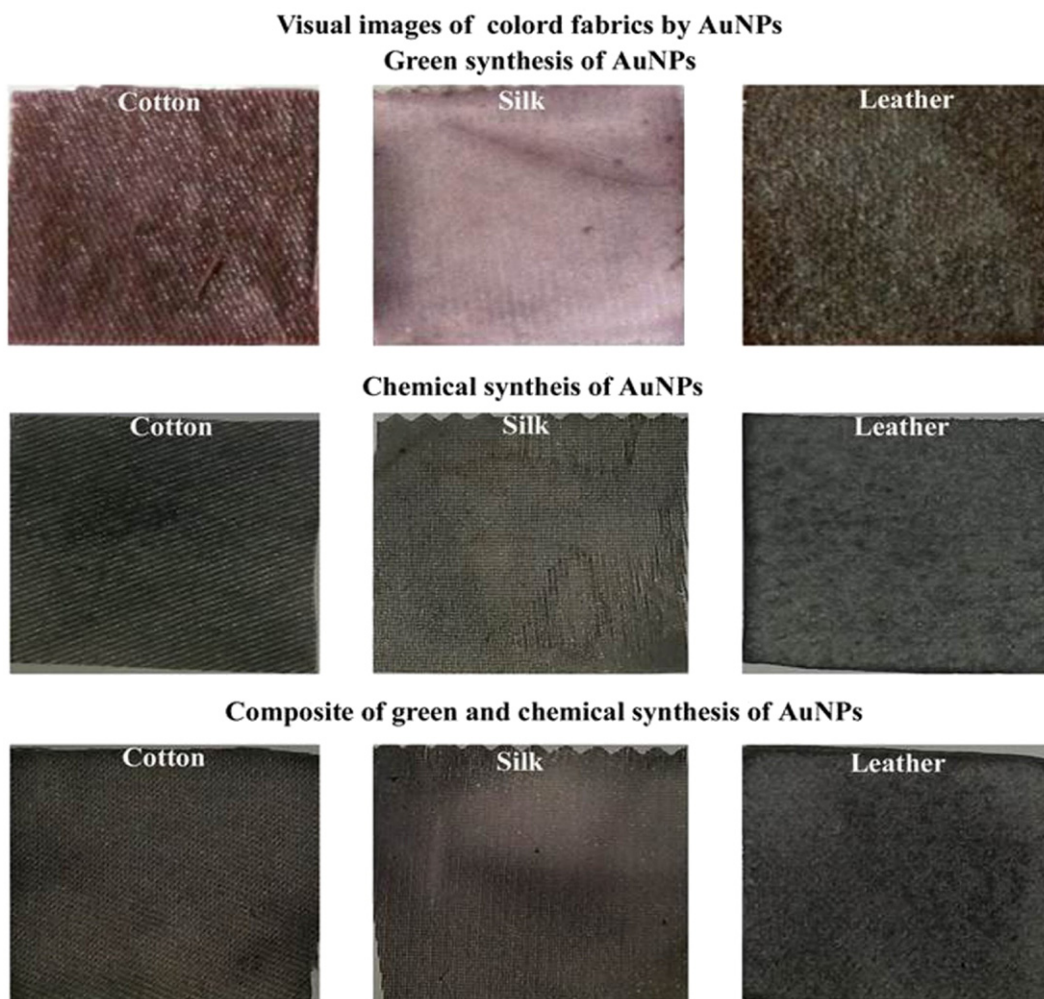 Visual images of colord fabrics by AuNPs
Green synthesis of AuNPs
Cotton Silk Leather
Chemical syntheis of AuNPs
Cotton Silk Leather
Composite of green and chemical synthesis of AuNPs
Cotton Silk Leather